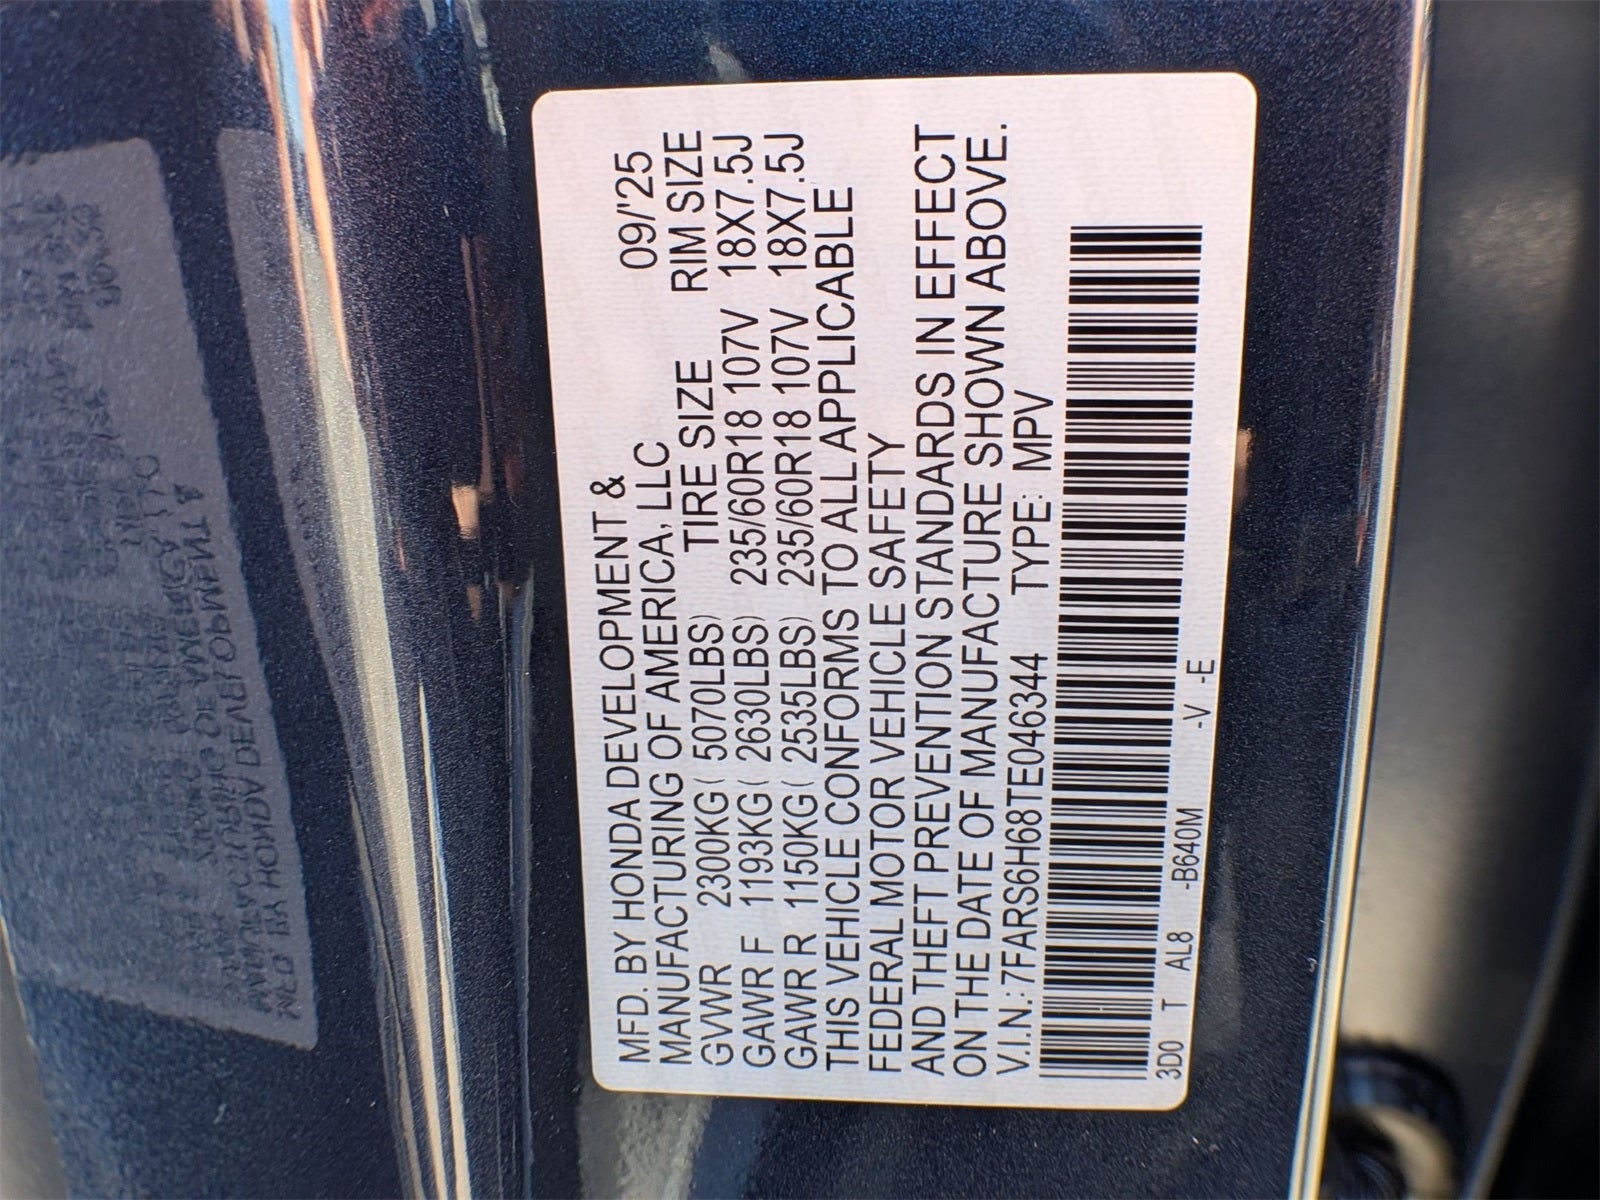 MFD. BY HONDA DEVELOPMENT &
MANUFACTURING OF AMERICA, LLC 09/'25
GVWR 2300KG ( 5070LBS) TIRE SIZE RIM SIZE
GAWR F 1193KG ( 2630LBS) 235/60R18 107V 18X7.5J
GAWR R 1150KG ( 2535LBS) 235/60R18 107V 18X7.5J
THIS VEHICLE CONFORMS TO ALL APPLICABLE
FEDERAL MOTOR VEHICLE SAFETY
AND THEFT PREVENTION STANDARDS IN EFFECT
ON THE DATE OF MANUFACTURE SHOWN ABOVE.
V.I.N.: 7FARS6H68TE046344 TYPE: MPV
3D0 T AL8 -B640M -V -E